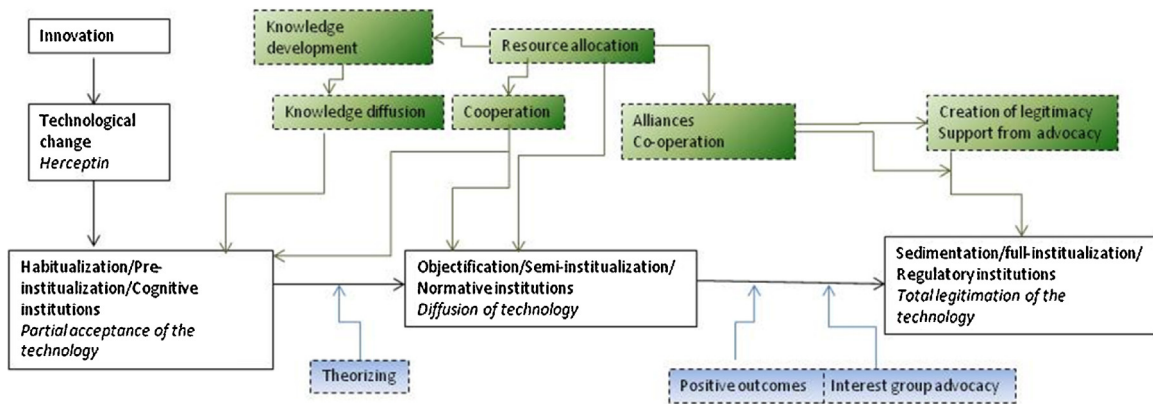 Innovation
Knowledge
development
Resource allocation
Technological
change
Herceptin
Knowledge diffusion
Cooperation
Alliances
Co-operation
Creation of legitimacy
Support from advocacy
Habitualization/Pre-
institualization/Cognitive
institutions
Partial acceptance of the
technology
Objectification/Semi-institualization/
Normative institutions
Diffusion of technology
Sedimentation/full-institualization/
Regulatory institutions
Total legitimation of the
technology
Theorizing
Positive outcomes
Interest group advocacy